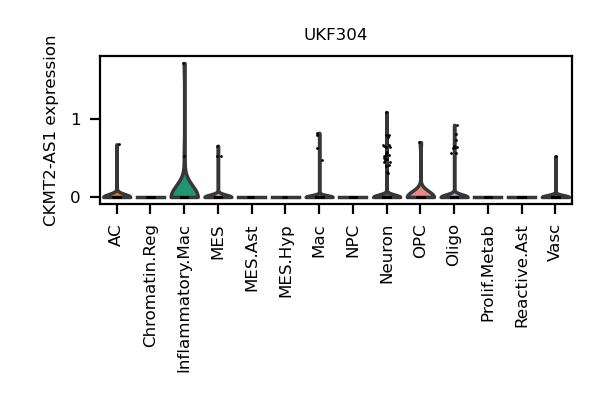 UKF304
CKMT2-AS1 expression
1
0
AC
Chromatin.Reg
Inflammatory.Mac
MES
MES.Ast
MES.Hyp
Mac
NPC
Neuron
OPC
Oligo
Prolif.Metab
Reactive.Ast
Vasc